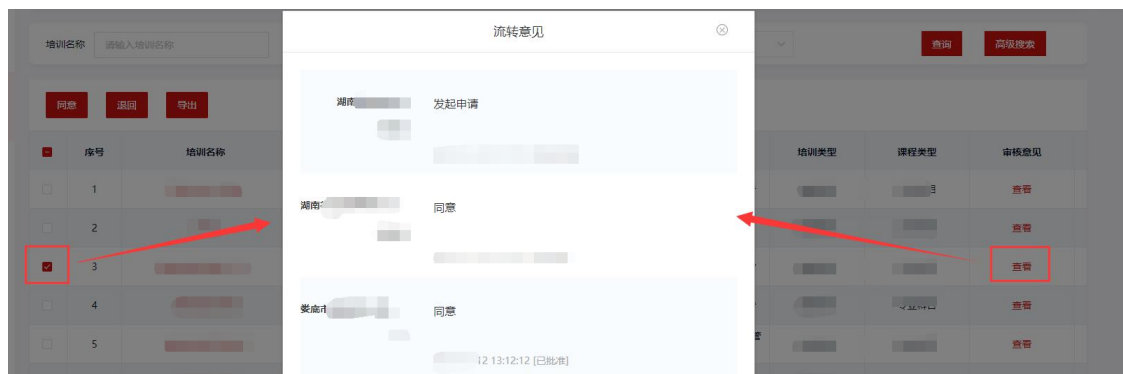 流转意见
培训名称 请输入培训名称 查询 高级搜索
同意 退回 导出
序号 培训名称 培训类型 课程类型 审核意见
1 查看
2 查看
3 查看
4 查看
5 查看
湖南 发起申请
湖南 同意
娄底市 同意
12 13:12:12 [已批准]